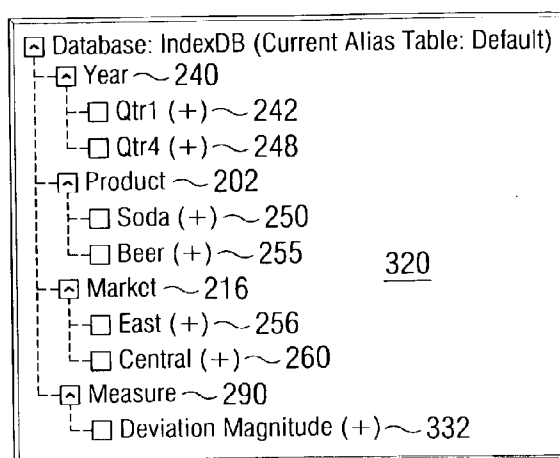 Database: IndexDB (Current Alias Table: Default)
Year ~ 240
Qtr1 (+) ~ 242
Qtr4 (+) ~ 248
Product ~ 202
Soda (+) ~ 250
Beer (+) ~ 255
320
Market ~ 216
East (+) ~ 256
Central (+) ~ 260
Measure ~ 290
Deviation Magnitude (+) ~ 332